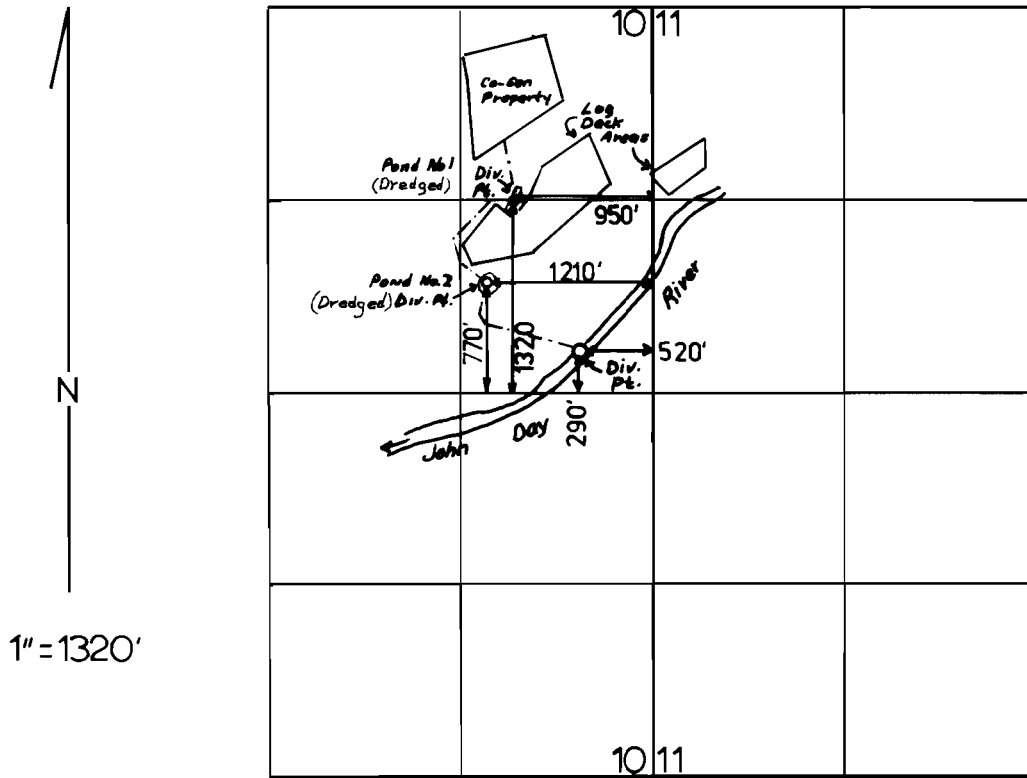 10 11
Co-Gen
Property
Log
Deck
Areas
Pond No 1
(Dredged)
Div.
Pt.
950'
1210'
Pond No. 2
(Dredged) Div. Pt.
River
770'
1320
520'
Div.
Pt.
290'
John Day
N
1" = 1320'
10 11